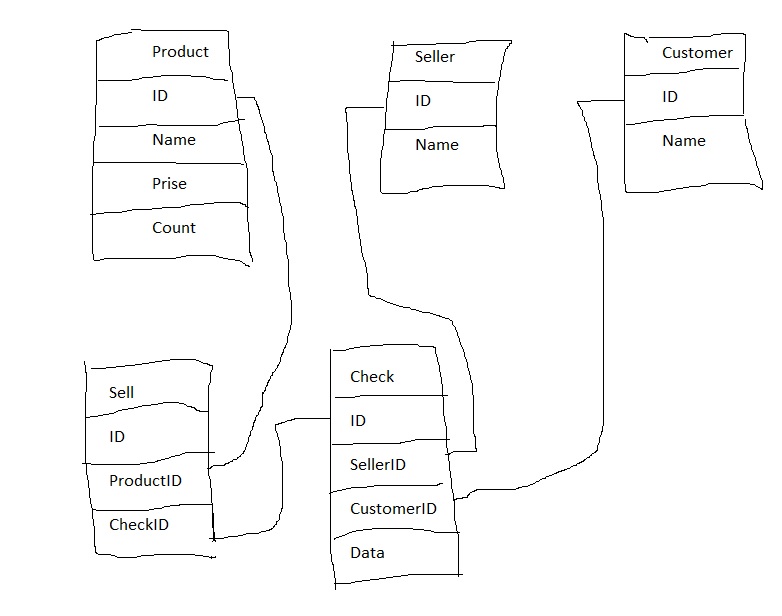 Product
ID
Name
Prise
Count
Seller
ID
Name
Customer
ID
Name
Sell
ID
ProductID
CheckID
Check
ID
SellerID
CustomerID
Data